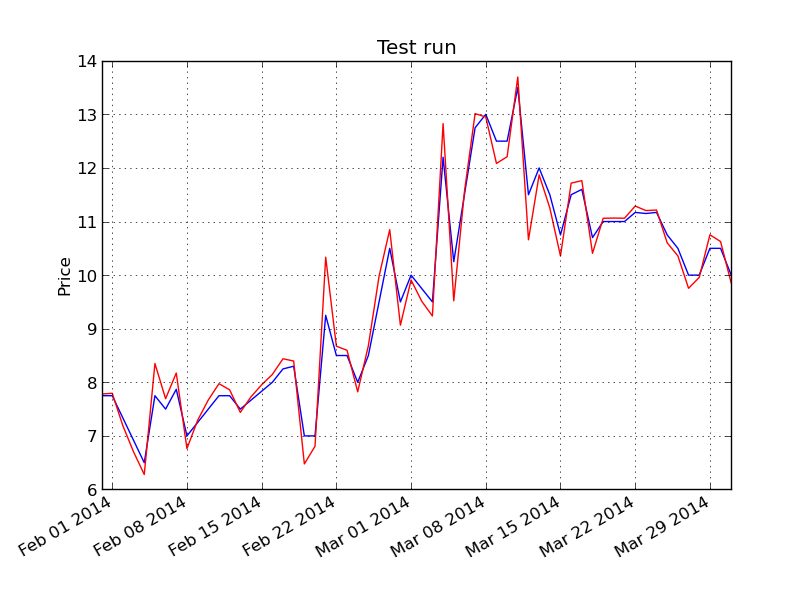 Test run
14
13
12
11
10
9
8
7
6
Price
Feb 01 2014
Feb 08 2014
Feb 15 2014
Feb 22 2014
Mar 01 2014
Mar 08 2014
Mar 15 2014
Mar 22 2014
Mar 29 2014